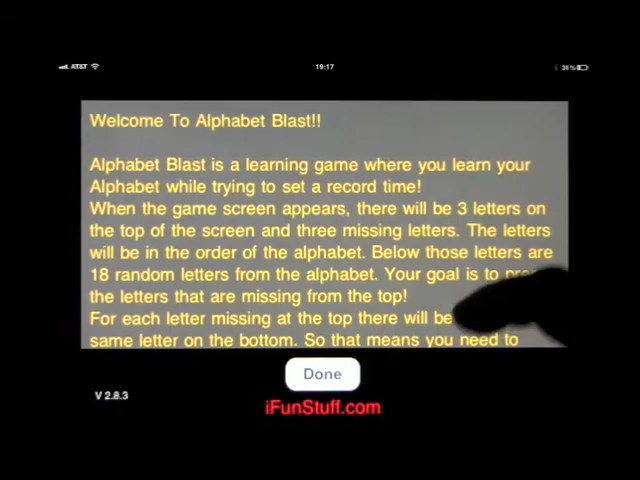 AT&T 19:17 31%
Welcome To Alphabet Blast!!
Alphabet Blast is a learning game where you learn your
Alphabet while trying to set a record time!
When the game screen appears, there will be 3 letters on
the top of the screen and three missing letters. The letters
will be in the order of the alphabet. Below those letters are
18 random letters from the alphabet. Your goal is to
the letters that are missing from the top!
For each letter missing at the top there will be
same letter on the bottom. So that means you need to
Done
V 2.8.3
iFunStuff.com